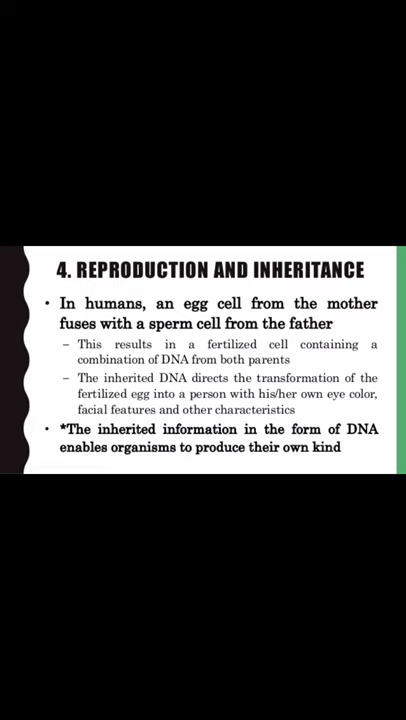 4. REPRODUCTION AND INHERITANCE
• In humans, an egg cell from the mother
fuses with a sperm cell from the father
– This results in a fertilized cell containing a
combination of DNA from both parents
– The inherited DNA directs the transformation of the
fertilized egg into a person with his/her own eye color,
facial features and other characteristics
• *The inherited information in the form of DNA
enables organisms to produce their own kind